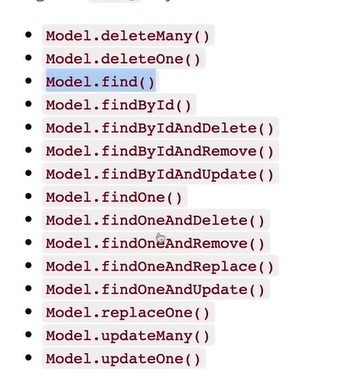 Model.deleteMany()
Model.deleteOne()
Model.find()
Model.findById()
Model.findByIdAndDelete()
Model.findByIdAndRemove()
Model.findByIdAndUpdate()
Model.findOne()
Model.findOneAndDelete()
Model.findOneAndRemove()
Model.findOneAndReplace()
Model.findOneAndUpdate()
Model.replaceOne()
Model.updateMany()
Model.updateOne()